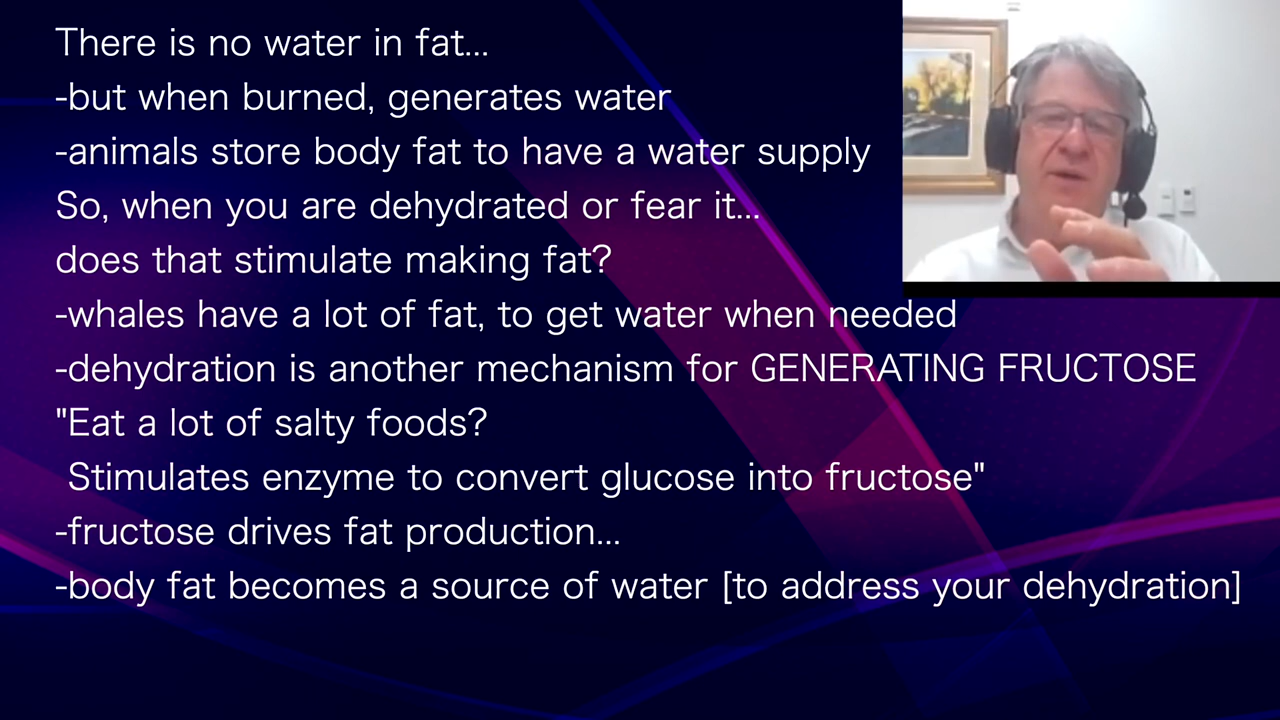 There is no water in fat...
-but when burned, generates water
-animals store body fat to have a water supply
So, when you are dehydrated or fear it...
does that stimulate making fat?
-whales have a lot of fat, to get water when needed
-dehydration is another mechanism for GENERATING FRUCTOSE
"Eat a lot of salty foods?
Stimulates enzyme to convert glucose into fructose"
-fructose drives fat production...
-body fat becomes a source of water [to address your dehydration]